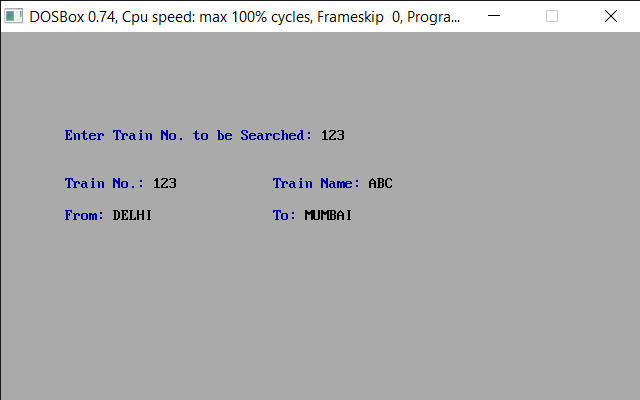 DOSBox 0.74, Cpu speed: max 100% cycles, Frameskip 0, Progra...
Enter Train No. to be Searched: 123
Train No.: 123 Train Name: ABC
From: DELHI To: MUMBAI